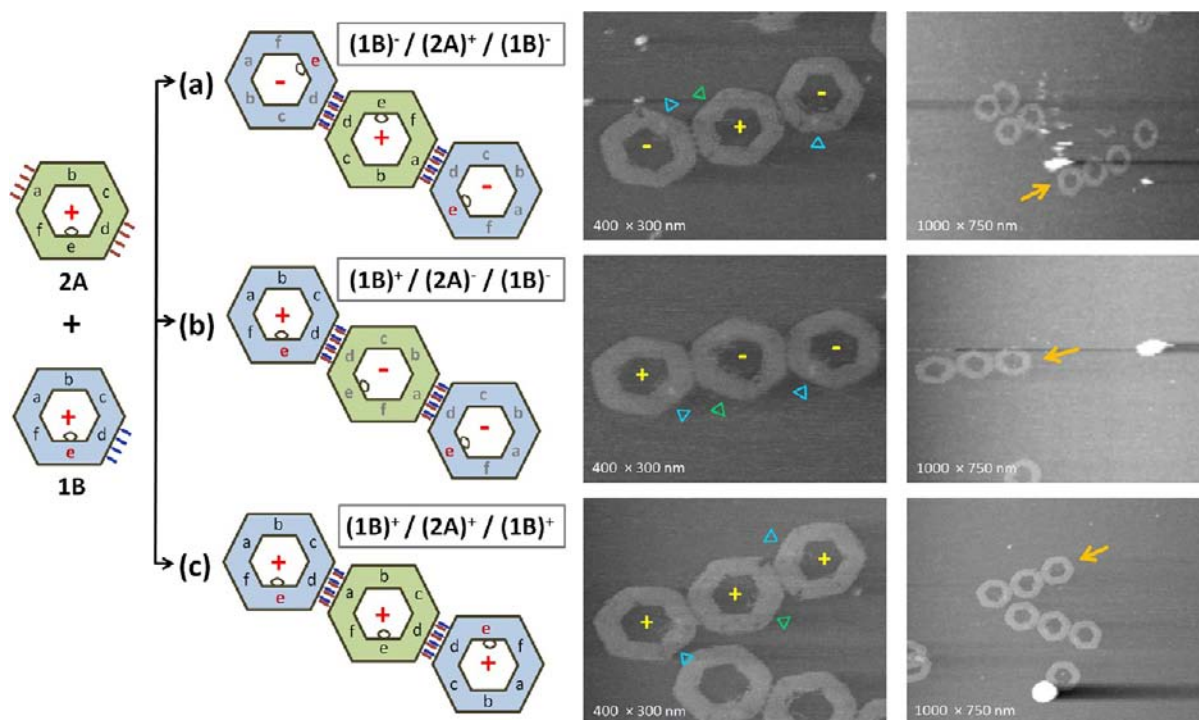 b
a c
+
f d
e
2A
+
b
a c
+
f d
e
1B
(a)
(1B)⁻ / (2A)⁺ / (1B)⁻
f
a e
-
b d
c
e
d f
+
c a
b
c
d b
-
e a
f
- + -
400 × 300 nm
1000 × 750 nm
(b)
(1B)⁺ / (2A)⁻ / (1B)⁻
b
a c
+
f d
e
c
d b
-
e a
f
c
d b
-
e a
f
+ - -
400 × 300 nm
1000 × 750 nm
(c)
(1B)⁺ / (2A)⁺ / (1B)⁺
b
a c
+
f d
e
b
a c
+
f d
e
e
d f
+
c a
b
+ + +
400 × 300 nm
1000 × 750 nm